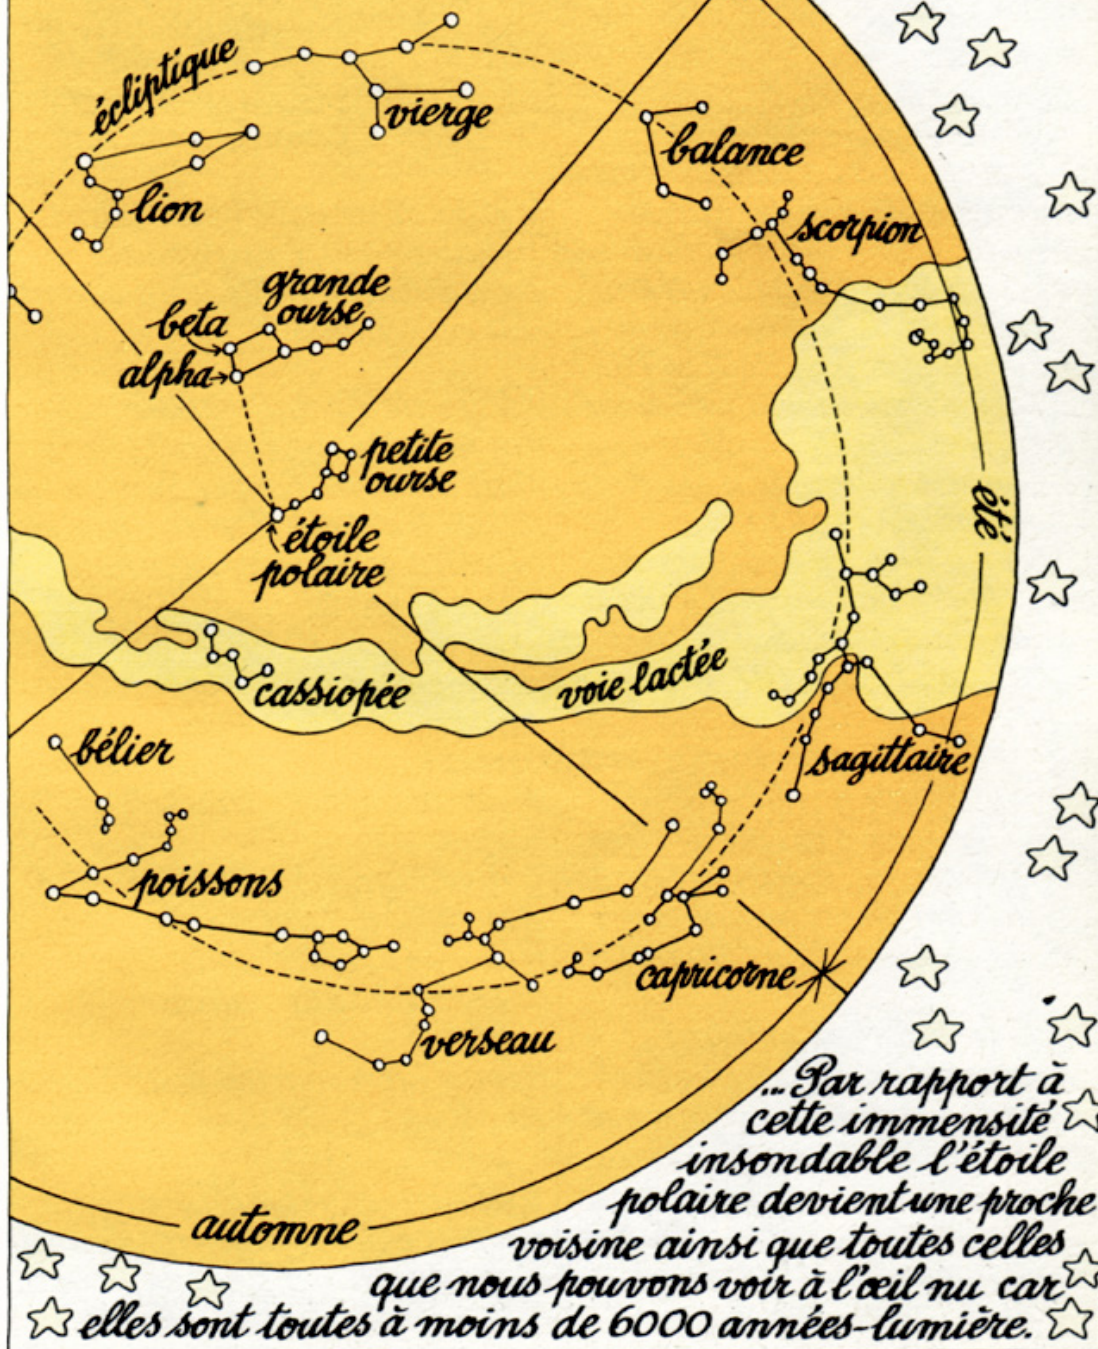 écliptique
vierge
balance
lion
scorpion
grande
ourse
beta
alpha
petite
ourse
été
étoile
polaire
voie lactée
cassiopée
bélier
sagittaire
poissons
capricorne
verseau
automne
...Par rapport à
cette immensité
insondable l'étoile
polaire devient une proche
voisine ainsi que toutes celles
que nous pouvons voir à l'œil nu car
elles sont toutes à moins de 6000 années-lumière.